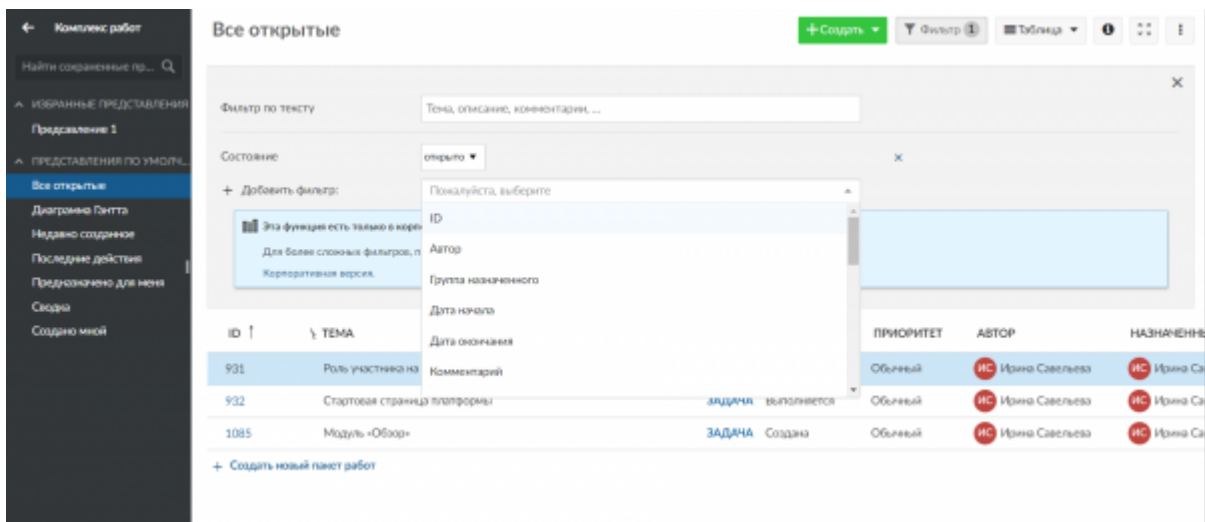 Комплекс работ
Все открытые
+ Создать
Фильтр 1
Таблица
Найти сохраненные пр...
ИЗБРАННЫЕ ПРЕДСТАВЛЕНИЯ
Представление 1
ПРЕДСТАВЛЕНИЯ ПО УМОЛЧ...
Все открытые
Диаграмма Гантта
Недавно созданное
Последние действия
Предназначено для меня
Сводка
Создано мной
Фильтр по тексту
Тема, описание, комментарии, ...
Состояние
открыто
+ Добавить фильтр:
Пожалуйста, выберите
ID
Автор
Группа назначенного
Дата начала
Дата окончания
Комментарий
Эта функция есть только в корп
Для более сложных фильтров, п
Корпоративная версия.
ID ТЕМА ПРИОРИТЕТ АВТОР НАЗНАЧЕННЫ
931 Роль участника на Обычный ИС Ирина Савельева ИС Ирина Са
932 Стартовая страница платформы ЗАДАЧА Выполняется Обычный ИС Ирина Савельева ИС Ирина Са
1085 Модуль «Обзор» ЗАДАЧА Создана Обычный ИС Ирина Савельева ИС Ирина Са
+ Создать новый пакет работ